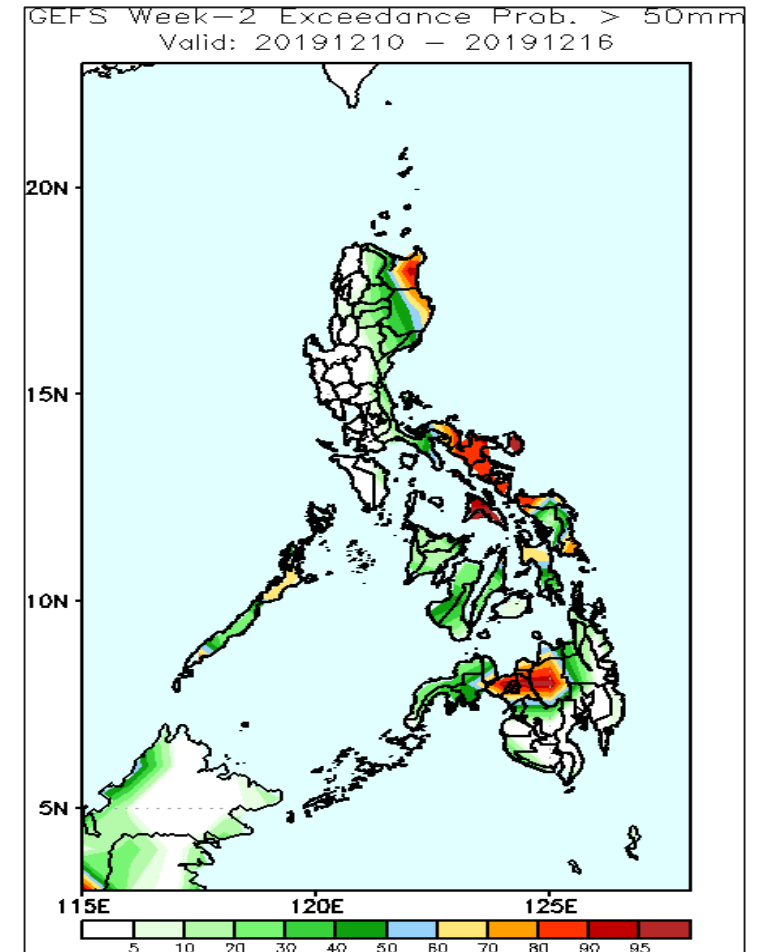 GEFS Week-2 Exceedance Prob. > 50mm
Valid: 20191210 - 20191216
20N
15N
10N
5N
115E 120E 125E
5 10 20 30 40 50 60 70 80 90 95